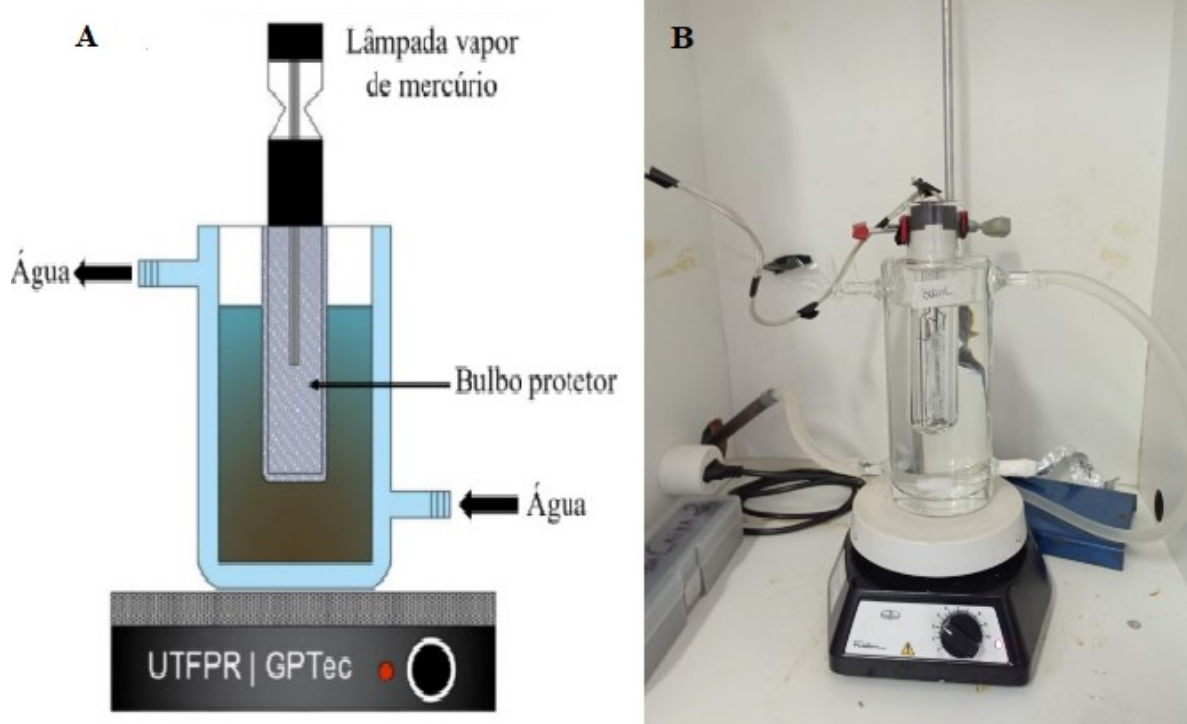 A
Lâmpada vapor
de mercúrio
Água
Bulbo protetor
Água
UTFPR | GPTec
B